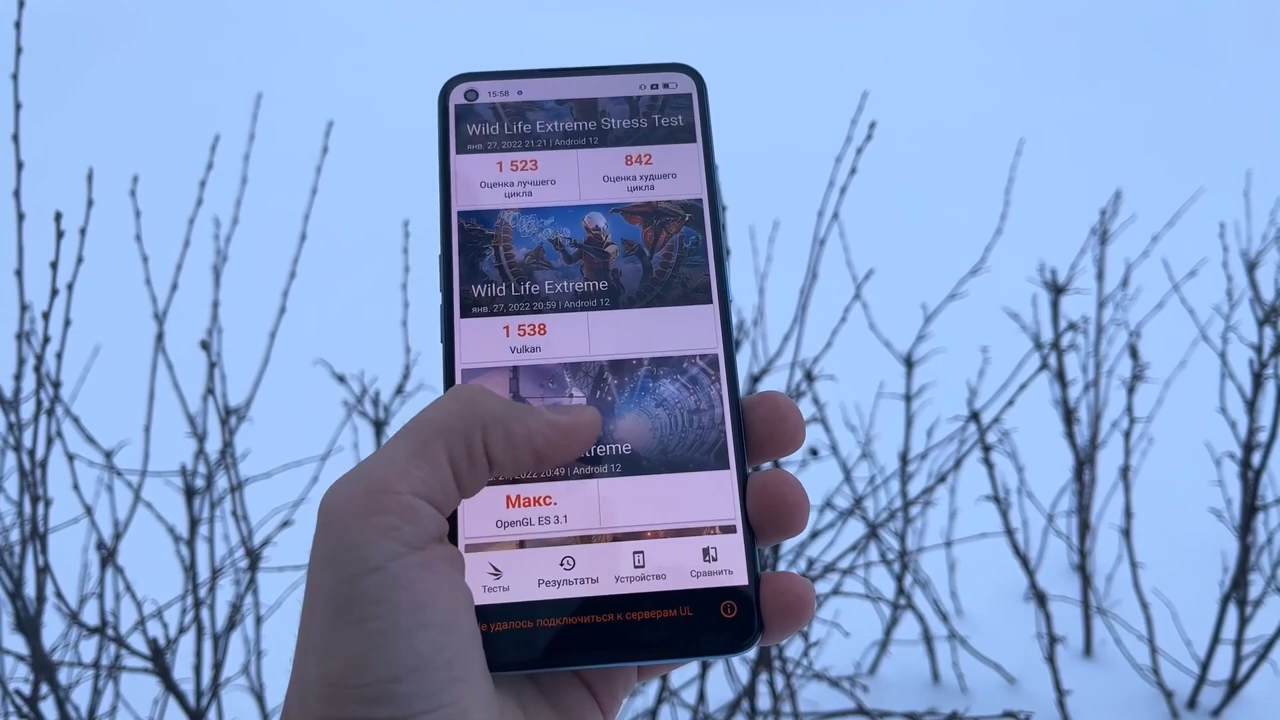 15:58
Wild Life Extreme Stress Test
янв. 27, 2022 21:21 | Android 12
1 523
842
Оценка лучшего
цикла
Оценка худшего
цикла
Wild Life Extreme
янв. 27, 2022 20:59 | Android 12
1 538
Vulkan
27, 2022 20:49 | Android 12
Макс.
OpenGL ES 3.1
Тесты
Результаты
Устройство
Сравнить
удалось подключиться к серверам UL